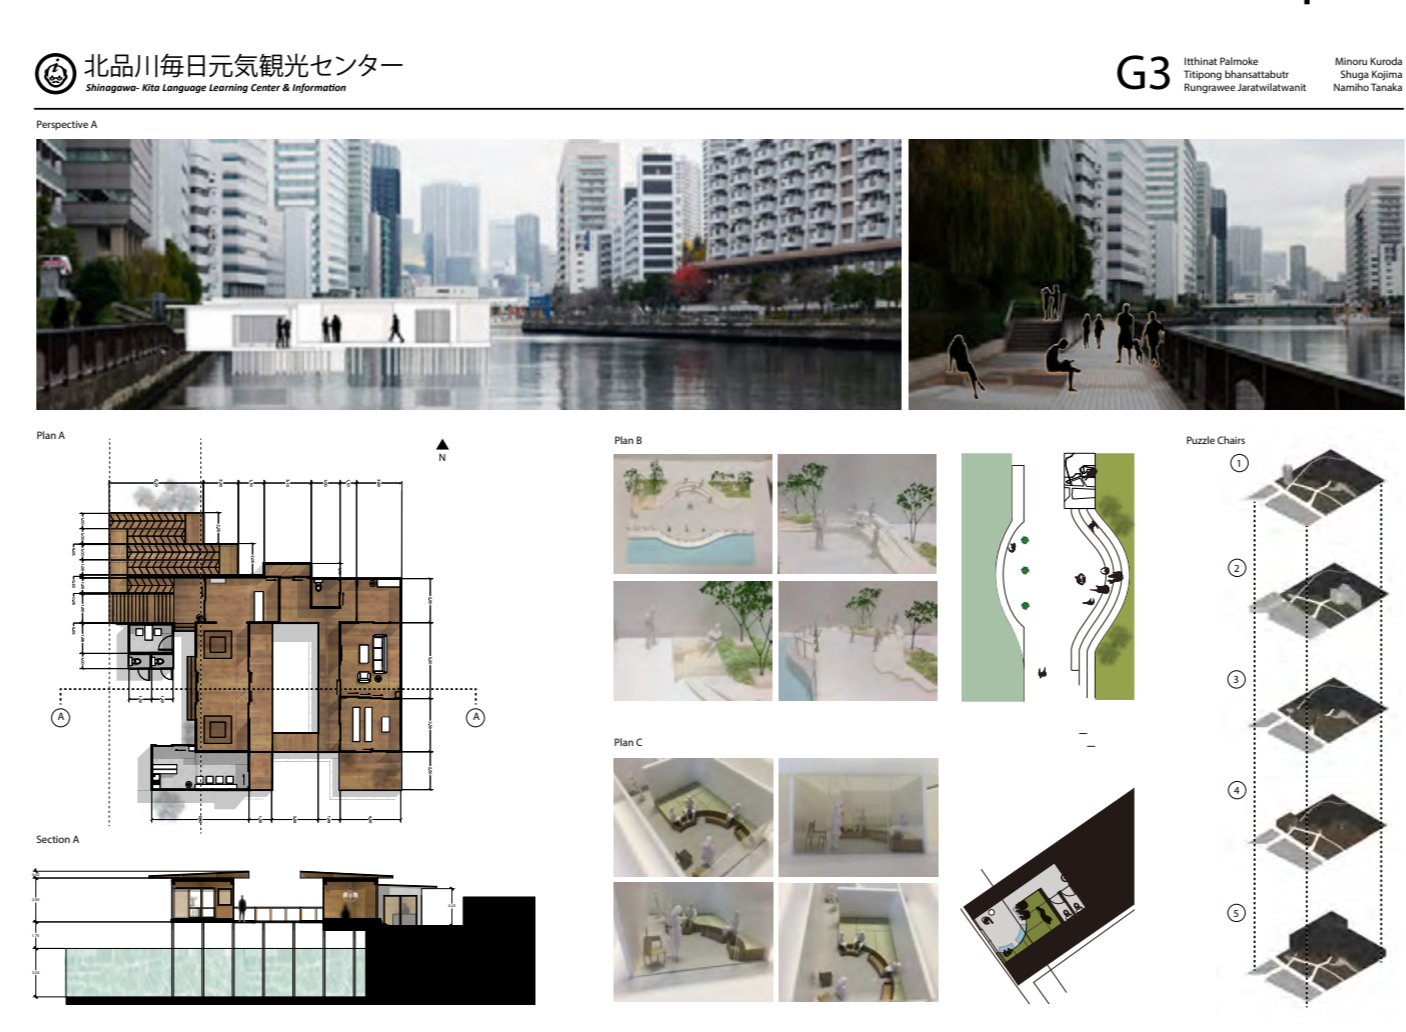 北品川毎日元気観光センター
Shinagawa- Kita Language Learning Center & Information
G3
Itthinat Palmoke
Titipong bhansattabutr
Rungrawee Jaratwilatwanit
Minoru Kuroda
Shuga Kojima
Namiho Tanaka
Perspective A
Plan A
N
A
A
Section A
Plan B
Plan C
Puzzle Chairs
1
2
3
4
5